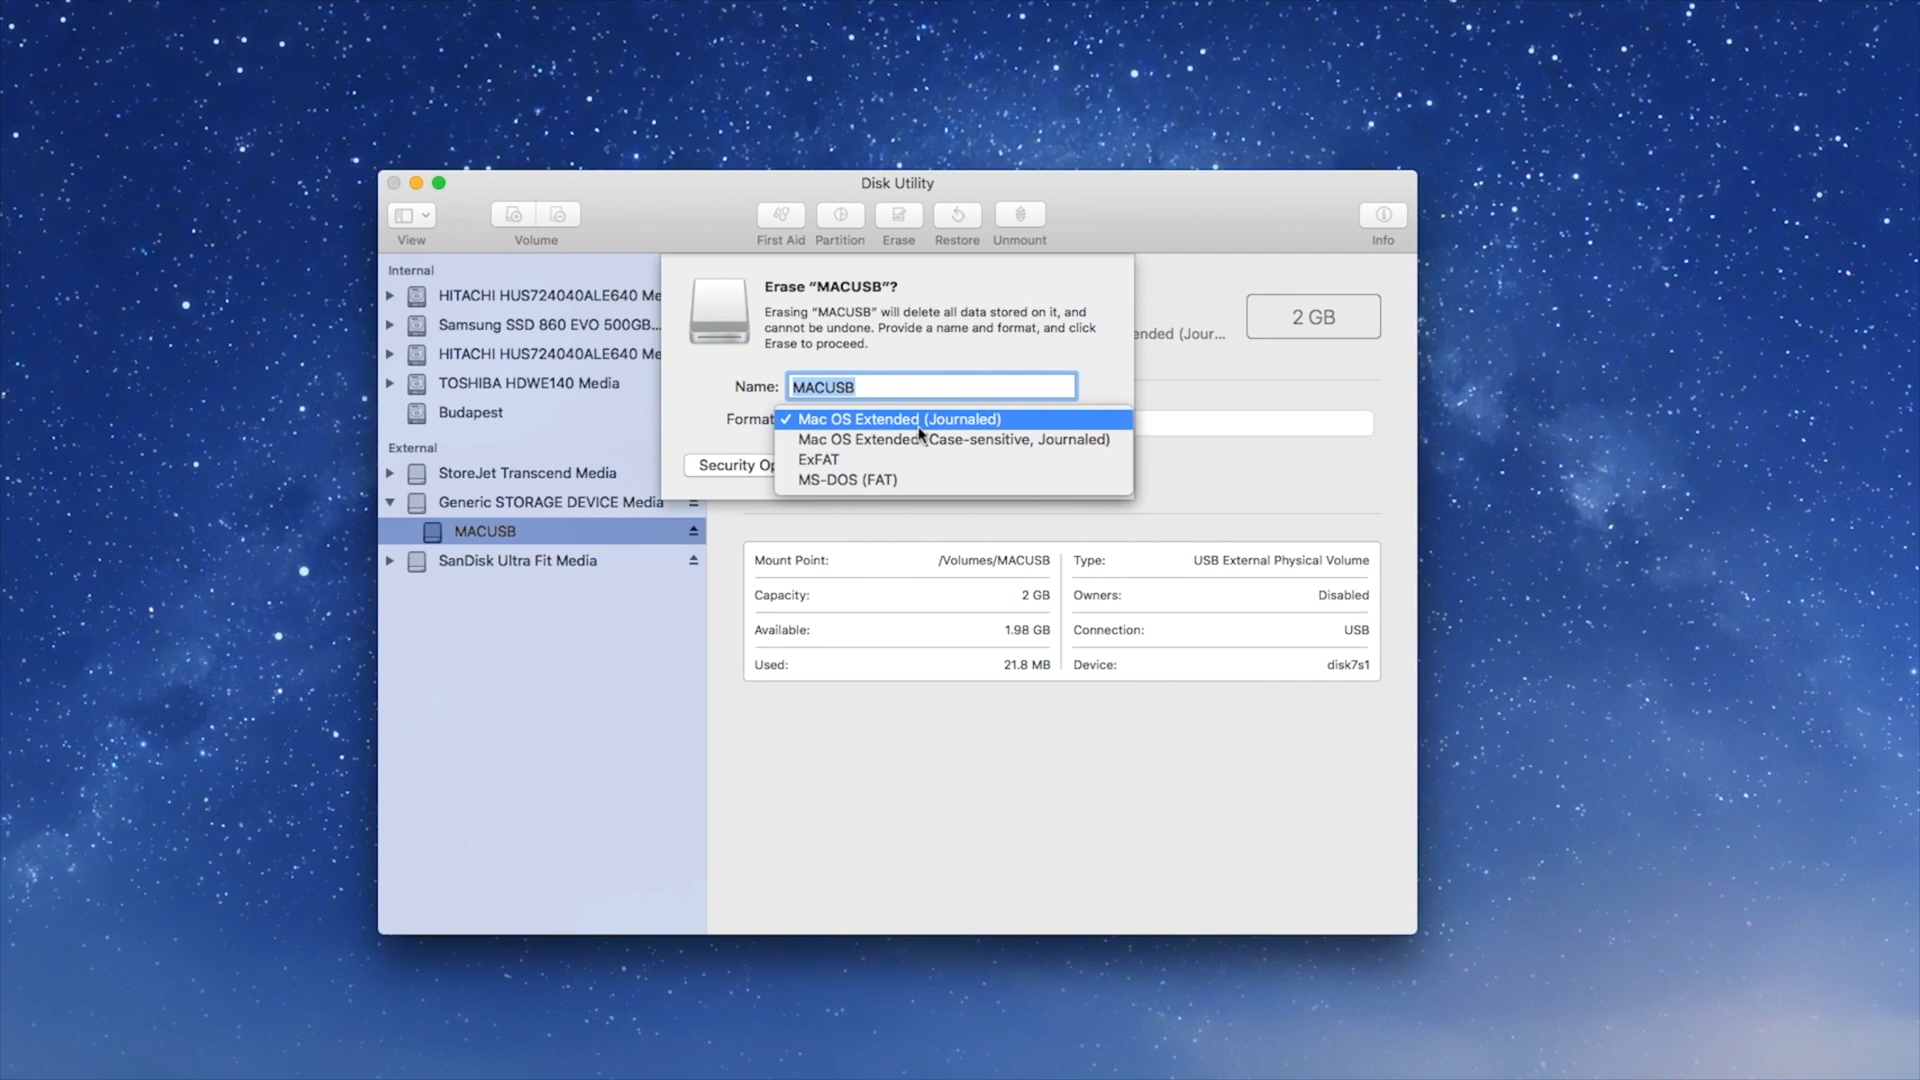 Disk Utility
View
Volume
First Aid
Partition
Erase
Restore
Unmount
Info
Internal
HITACHI HUS724040ALE640 Me
Samsung SSD 860 EVO 500GB...
HITACHI HUS724040ALE640 Me
TOSHIBA HDWE140 Media
Budapest
External
StoreJet Transcend Media
Generic STORAGE DEVICE Media
MACUSB
SanDisk Ultra Fit Media
Erase “MACUSB”?
Erasing “MACUSB” will delete all data stored on it, and
cannot be undone. Provide a name and format, and click
Erase to proceed.
Name: MACUSB
Format
✓ Mac OS Extended (Journaled)
Mac OS Extended (Case-sensitive, Journaled)
ExFAT
MS-DOS (FAT)
Security Op
ended (Jour...
2 GB
Mount Point: /Volumes/MACUSB
Capacity: 2 GB
Available: 1.98 GB
Used: 21.8 MB
Type: USB External Physical Volume
Owners: Disabled
Connection: USB
Device: disk7s1